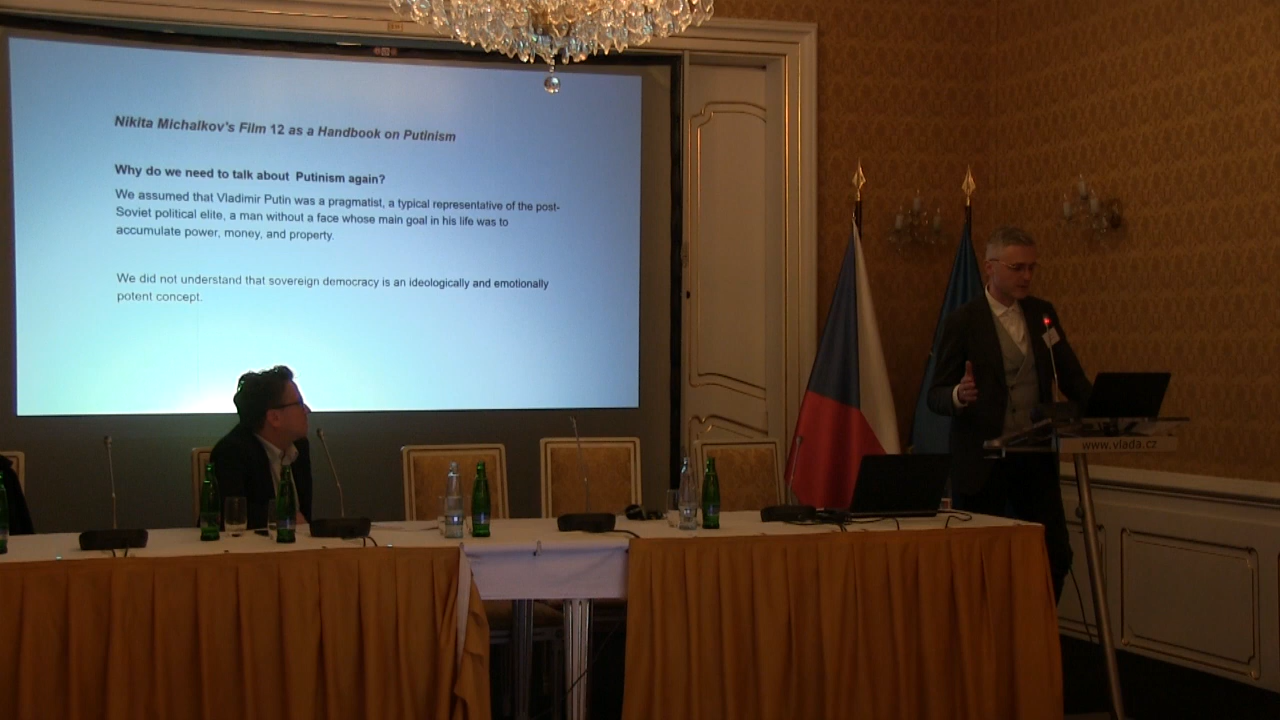 Nikita Michalkov's Film 12 as a Handbook on Putinism
Why do we need to talk about Putinism again?
We assumed that Vladimir Putin was a pragmatist, a typical representative of the post-
Soviet political elite, a man without a face whose main goal in his life was to
accumulate power, money, and property.
We did not understand that sovereign democracy is an ideologically and emotionally
potent concept.
www.vlada.cz